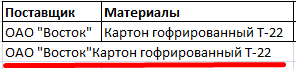 Поставщик Материалы
ОАО "Восток" Картон гофрированный Т-22
ОАО "Восток"Картон гофрированный Т-22